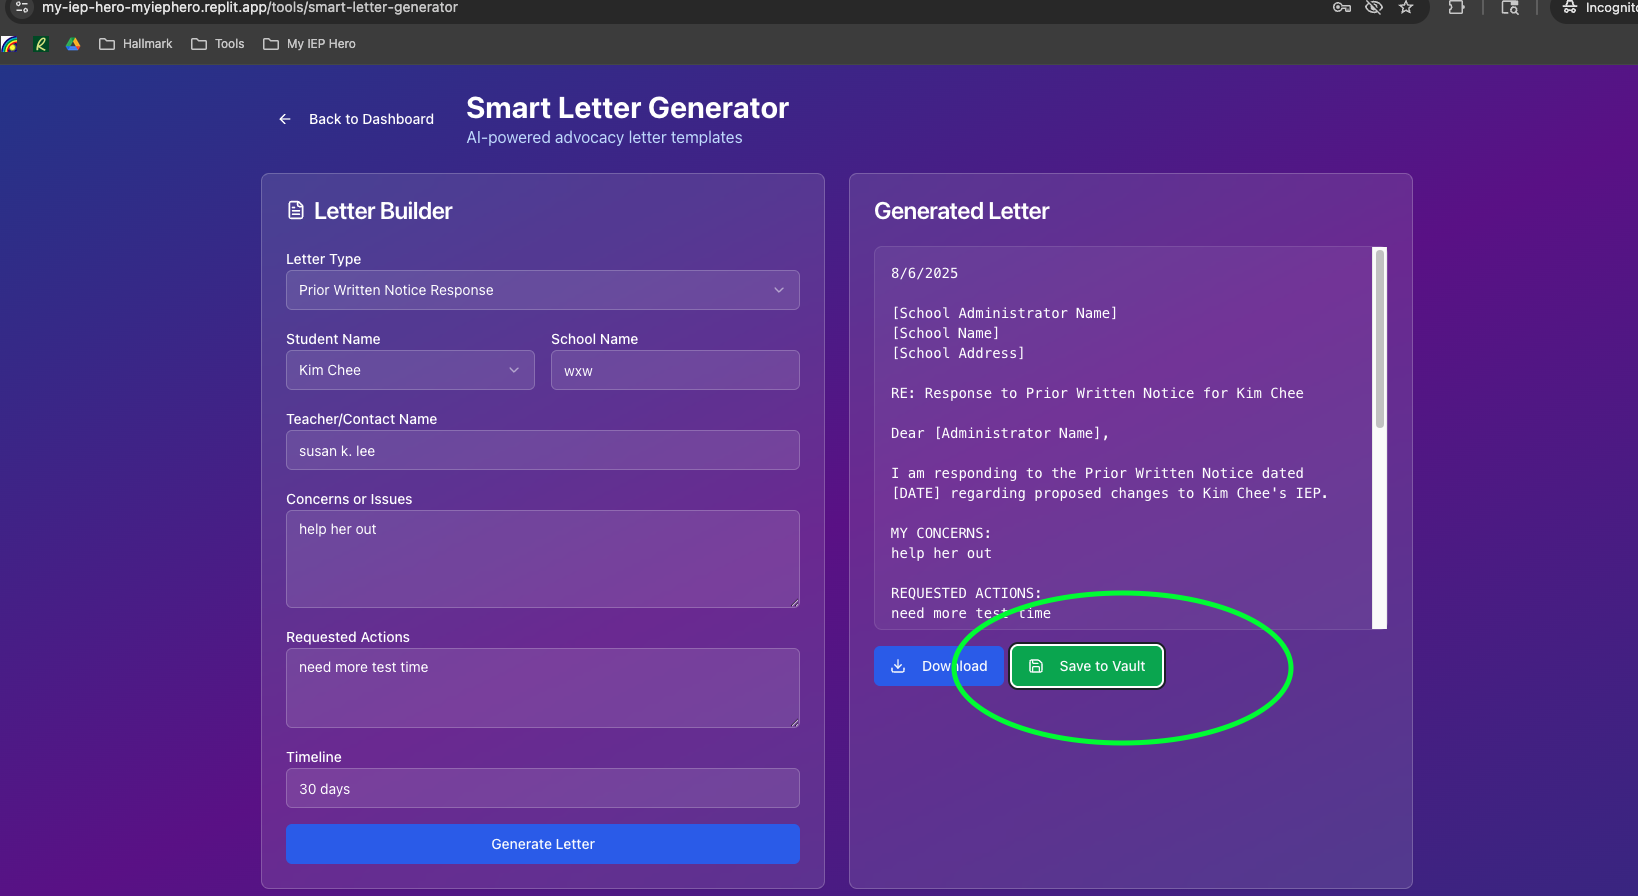 my-iep-hero-myiephero.replit.app/tools/smart-letter-generator
Incognito
Hallmark
Tools
My IEP Hero
Back to Dashboard
Smart Letter Generator
AI-powered advocacy letter templates
Letter Builder
Letter Type
Prior Written Notice Response
Student Name
School Name
Kim Chee
wxw
Teacher/Contact Name
susan k. lee
Concerns or Issues
help her out
Requested Actions
need more test time
Timeline
30 days
Generate Letter
Generated Letter
8/6/2025
[School Administrator Name]
[School Name]
[School Address]
RE: Response to Prior Written Notice for Kim Chee
Dear [Administrator Name],
I am responding to the Prior Written Notice dated
[DATE] regarding proposed changes to Kim Chee's IEP.
MY CONCERNS:
help her out
REQUESTED ACTIONS:
need more test time
Download
Save to Vault